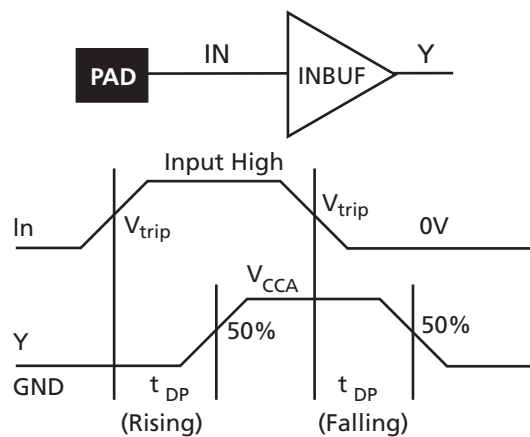 IN
Y
PAD
INBUF
Input High
V_trip
V_trip
In
0V
V_CCA
Y
50%
50%
GND
t_DP
t_DP
(Rising)
(Falling)